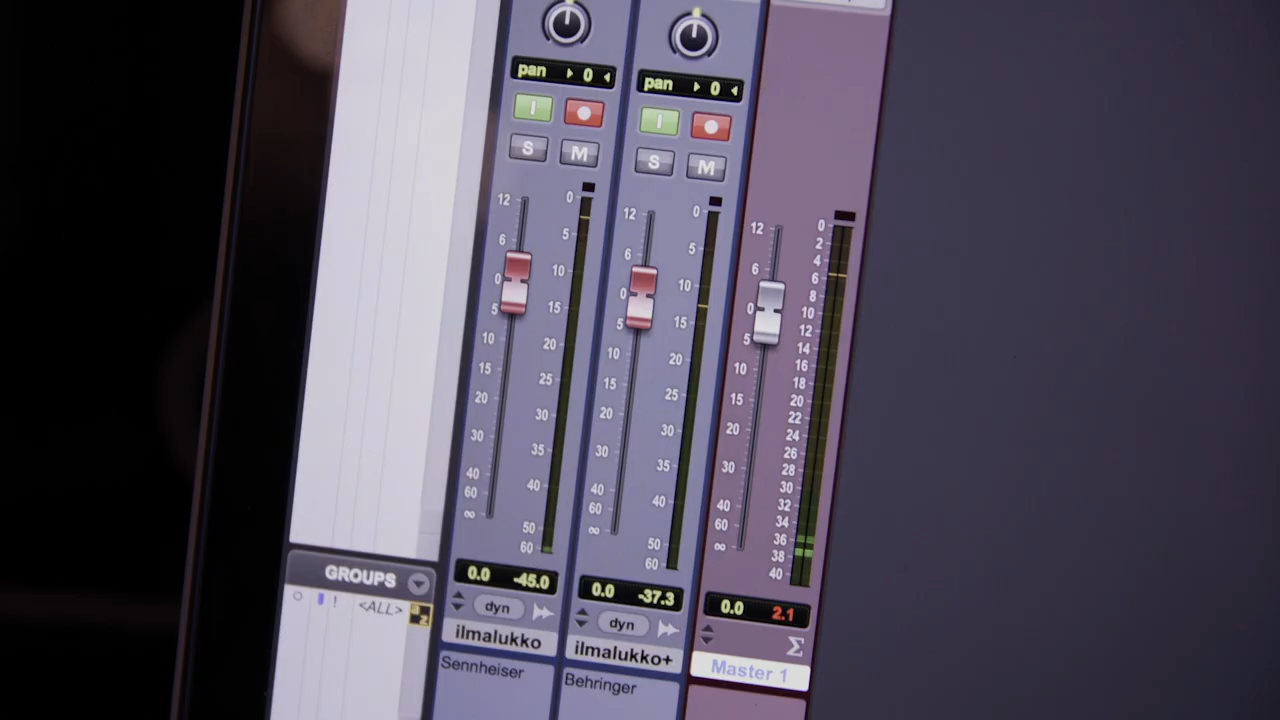 pan 0
I
S M
12 6 0 5 10 15 20 30 40 60 ∞
0 5 10 15 20 25 30 35 40 50 60
0.0 -45.0
dyn
ilmalukko
Sennheiser
pan 0
I
S M
12 6 0 5 10 15 20 30 40 60 ∞
0 5 10 15 20 25 30 35 40 50 60
0.0 -37.3
dyn
ilmalukko+
Behringer
12 6 0 5 10 15 20 30 40 60 ∞
0 2 4 6 8 10 12 14 16 18 20 22 24 26 28 30 32 34 36 38 40
0.0 2.1
Σ
Master 1
GROUPS
! <ALL> a z